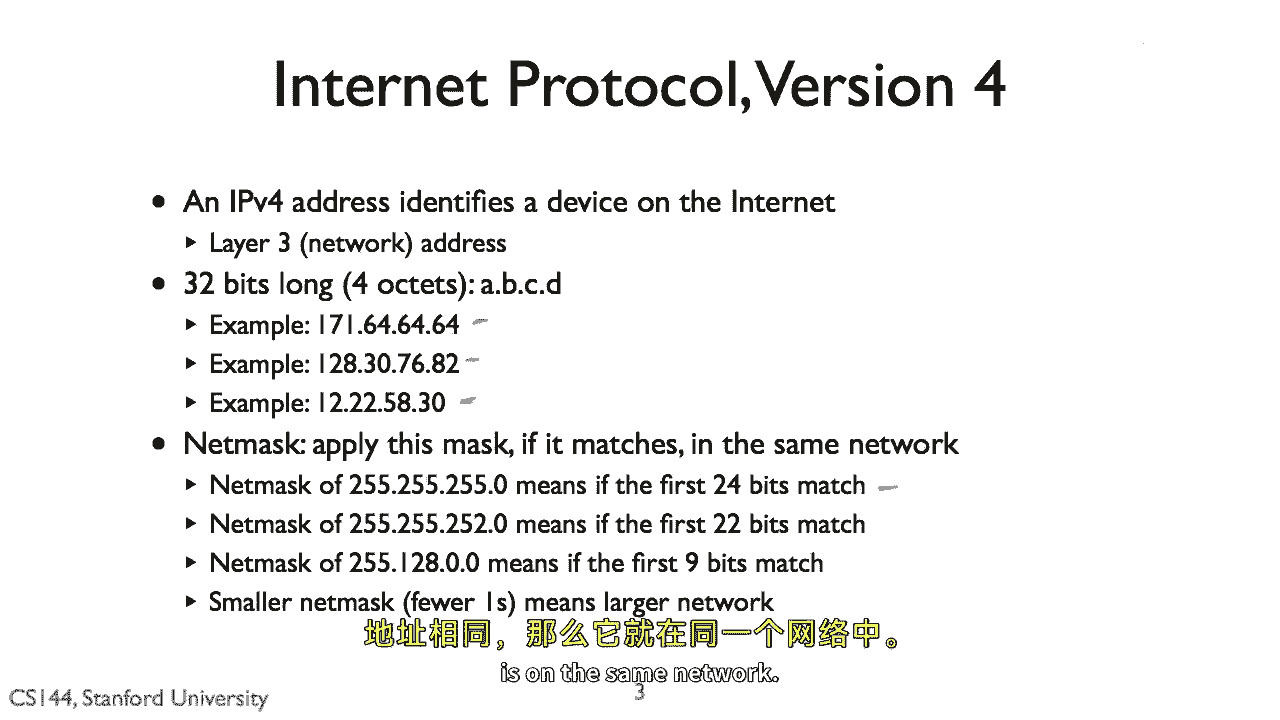 Internet Protocol, Version 4
• An IPv4 address identifies a device on the Internet
‣ Layer 3 (network) address
• 32 bits long (4 octets): a.b.c.d
‣ Example: 171.64.64.64
‣ Example: 128.30.76.82
‣ Example: 12.22.58.30
• Netmask: apply this mask, if it matches, in the same network
‣ Netmask of 255.255.255.0 means if the first 24 bits match
‣ Netmask of 255.255.252.0 means if the first 22 bits match
‣ Netmask of 255.128.0.0 means if the first 9 bits match
‣ Smaller netmask (fewer 1s) means larger network
地址相同，那么它就在同一个网络中。
is on the same network.
3
CS144, Stanford University